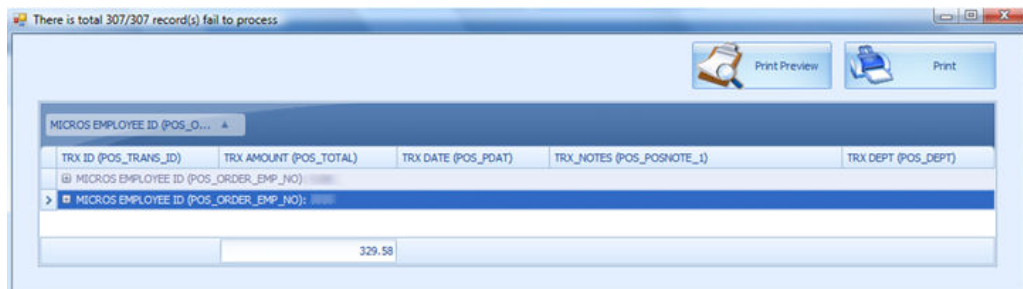 There is total 307/307 record(s) fail to process
Print Preview
Print
MICROS EMPLOYEE ID (POS_O...
TRX ID (POS_TRANS_ID) TRX AMOUNT (POS_TOTAL) TRX DATE (POS_PDAT) TRX_NOTES (POS_POSNOTE_1) TRX DEPT (POS_DEPT)
MICROS EMPLOYEE ID (POS_ORDER_EMP_NO):
MICROS EMPLOYEE ID (POS_ORDER_EMP_NO):
329.58